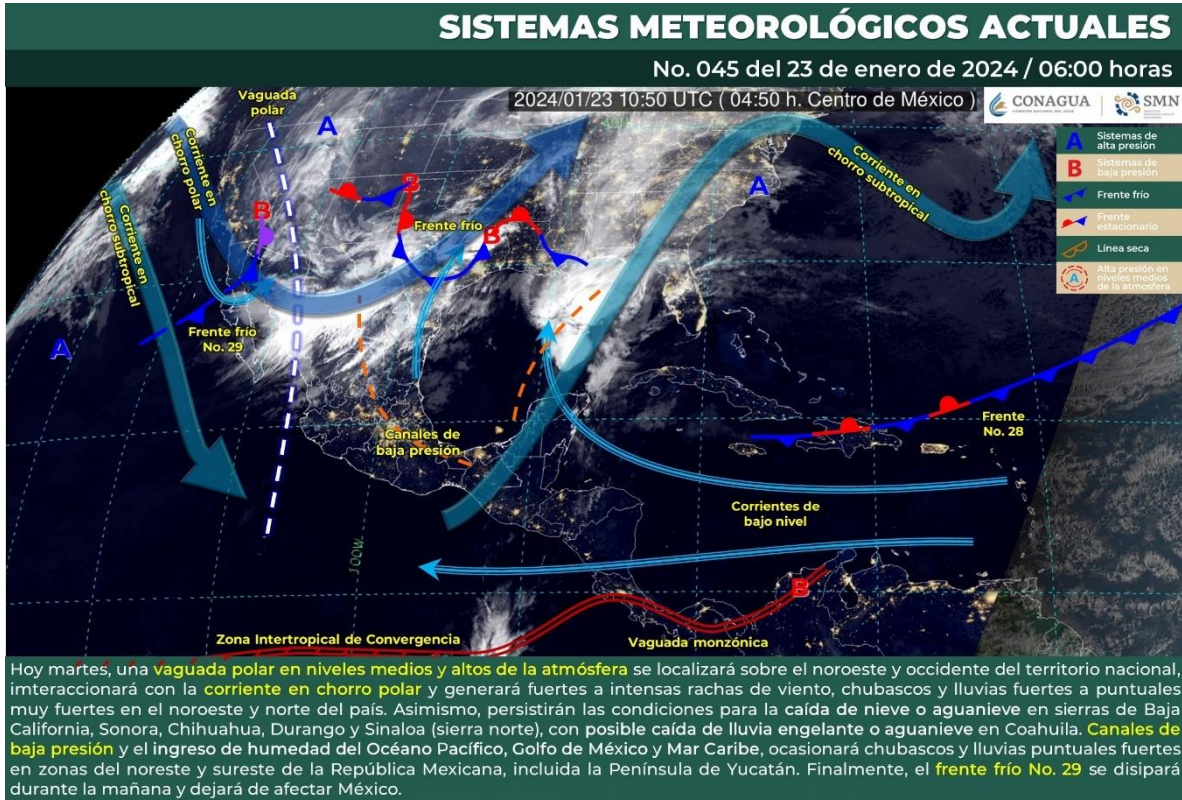 SISTEMAS METEOROLÓGICOS ACTUALES
No. 045 del 23 de enero de 2024 / 06:00 horas
Vaguada
polar
2024/01/23 10:50 UTC ( 04:50 h. Centro de México )
CONAGUA
SMN
A
Sistemas de
alta presión
B
Sistemas de
baja presión
Frente frío
Frente
estacionario
Línea seca
A
Alta presión en
niveles medios
de la atmosfera
A
Corriente en
chorro polar
Corriente en
chorro subtropical
Corriente en
chorro subtropical
B
A
B
Frente frío
B
Frente frío
No. 29
A
Frente
No. 28
Canales de
baja presión
Corrientes de
bajo nivel
100W
B
Zona Intertropical de Convergencia
Vaguada monzónica
Hoy martes, una vaguada polar en niveles medios y altos de la atmósfera se localizará sobre el noroeste y occidente del territorio nacional,
imteraccionará con la corriente en chorro polar y generará fuertes a intensas rachas de viento, chubascos y lluvias fuertes a puntuales
muy fuertes en el noroeste y norte del país. Asimismo, persistirán las condiciones para la caída de nieve o aguanieve en sierras de Baja
California, Sonora, Chihuahua, Durango y Sinaloa (sierra norte), con posible caída de lluvia engelante o aguanieve en Coahuila. Canales de
baja presión y el ingreso de humedad del Océano Pacífico, Golfo de México y Mar Caribe, ocasionará chubascos y lluvias puntuales fuertes
en zonas del noreste y sureste de la República Mexicana, incluida la Península de Yucatán. Finalmente, el frente frío No. 29 se disipará
durante la mañana y dejará de afectar México.